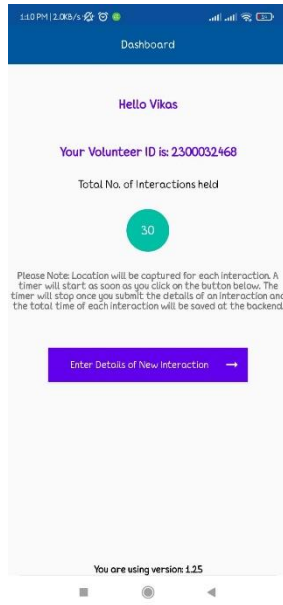 1:10 PM | 2.0KB/s
Dashboard
Hello Vikas
Your Volunteer ID is: 2300032468
Total No. of Interactions held
30
Please Note: Location will be captured for each interaction. A
timer will start as soon as you click on the button below. The
timer will stop once you submit the details of an interaction and
the total time of each interaction will be saved at the backend.
Enter Details of New Interaction →
You are using version: 1.25